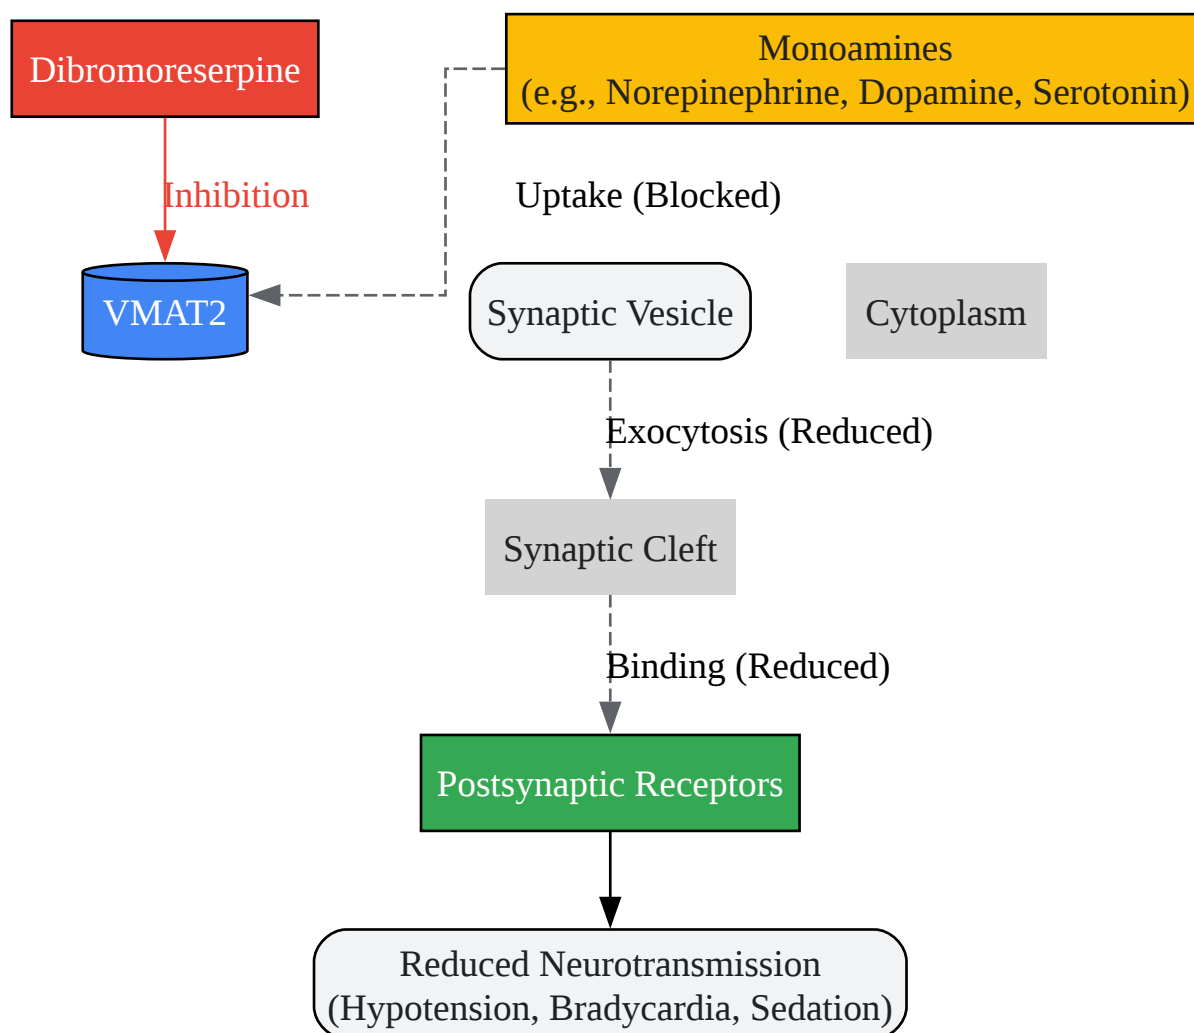 Dibromoreserpine
Monoamines
(e.g., Norepinephrine, Dopamine, Serotonin)
Inhibition
Uptake (Blocked)
VMAT2
Synaptic Vesicle
Cytoplasm
Exocytosis (Reduced)
Synaptic Cleft
Binding (Reduced)
Postsynaptic Receptors
Reduced Neurotransmission
(Hypotension, Bradycardia, Sedation)